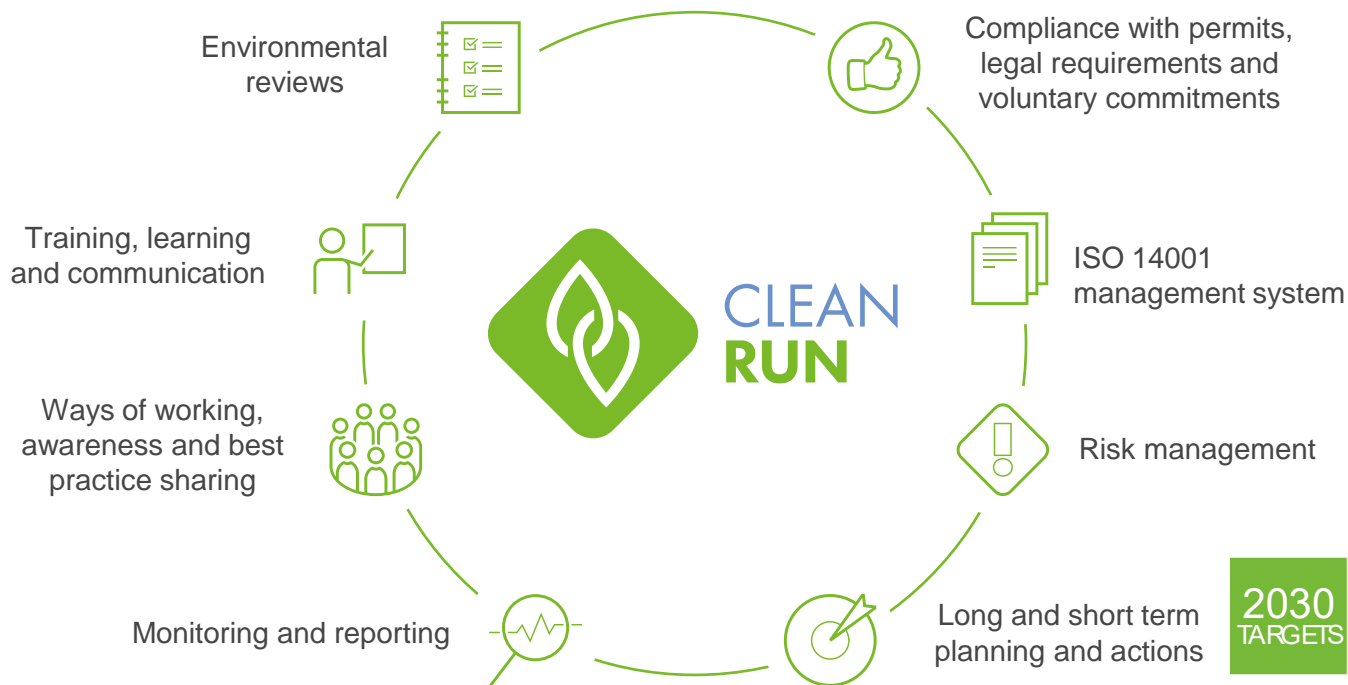 Environmental
reviews
Compliance with permits,
legal requirements and
voluntary commitments
Training, learning
and communication
ISO 14001
management system
CLEAN
RUN
Ways of working,
awareness and best
practice sharing
Risk management
Monitoring and reporting
Long and short term
planning and actions
2030
TARGETS